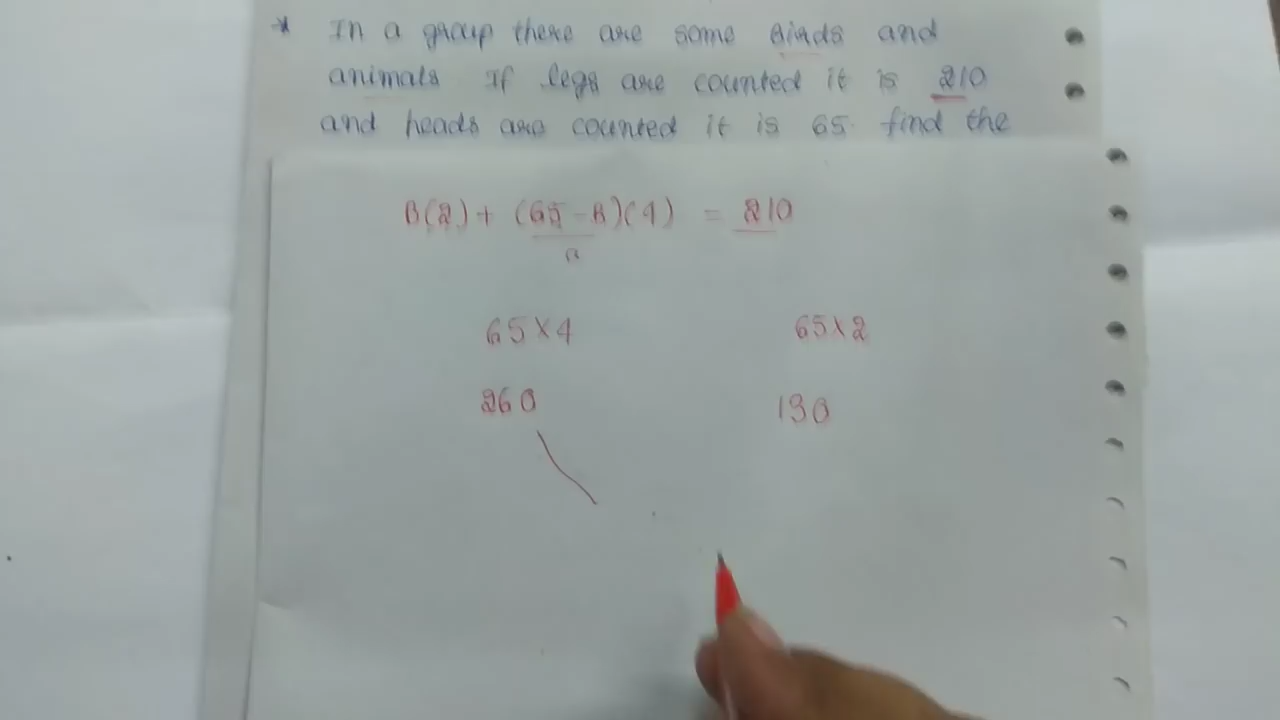 * In a group there are some Birds and
animals If legs are counted it is 210
and heads are counted it is 65. find the
B(2) + (65 - B)(4) = 210
a
65 x 4 65 x 2
260 130